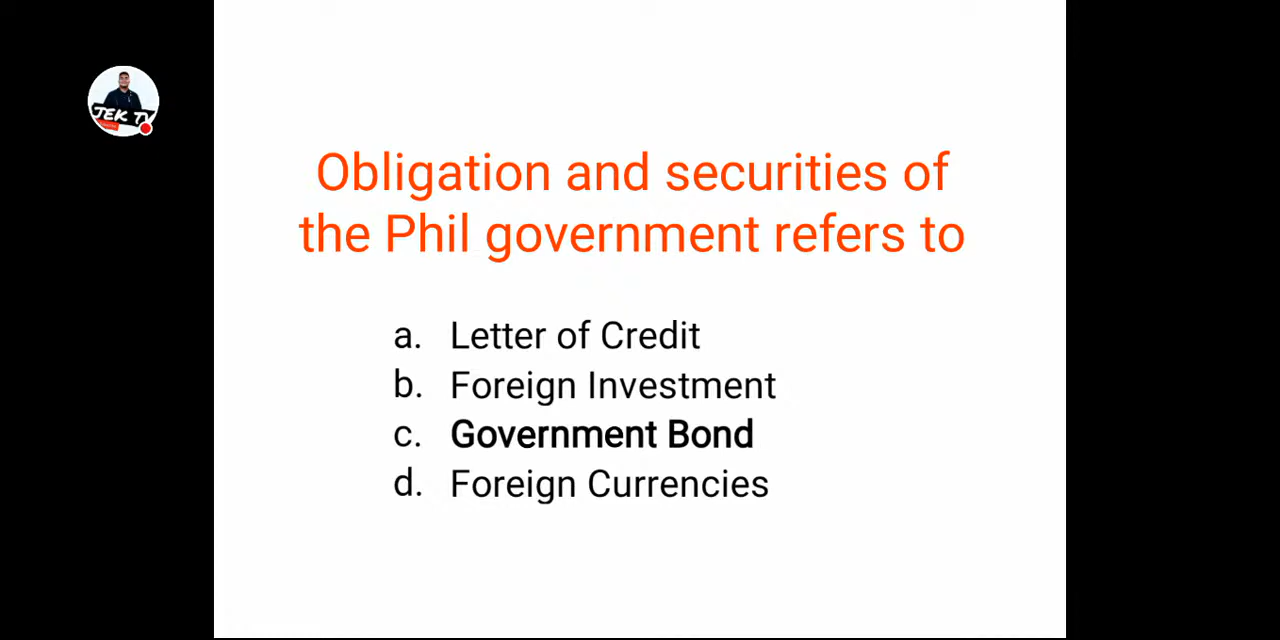 JEK TV
Obligation and securities of
the Phil government refers to
a. Letter of Credit
b. Foreign Investment
c. Government Bond
d. Foreign Currencies